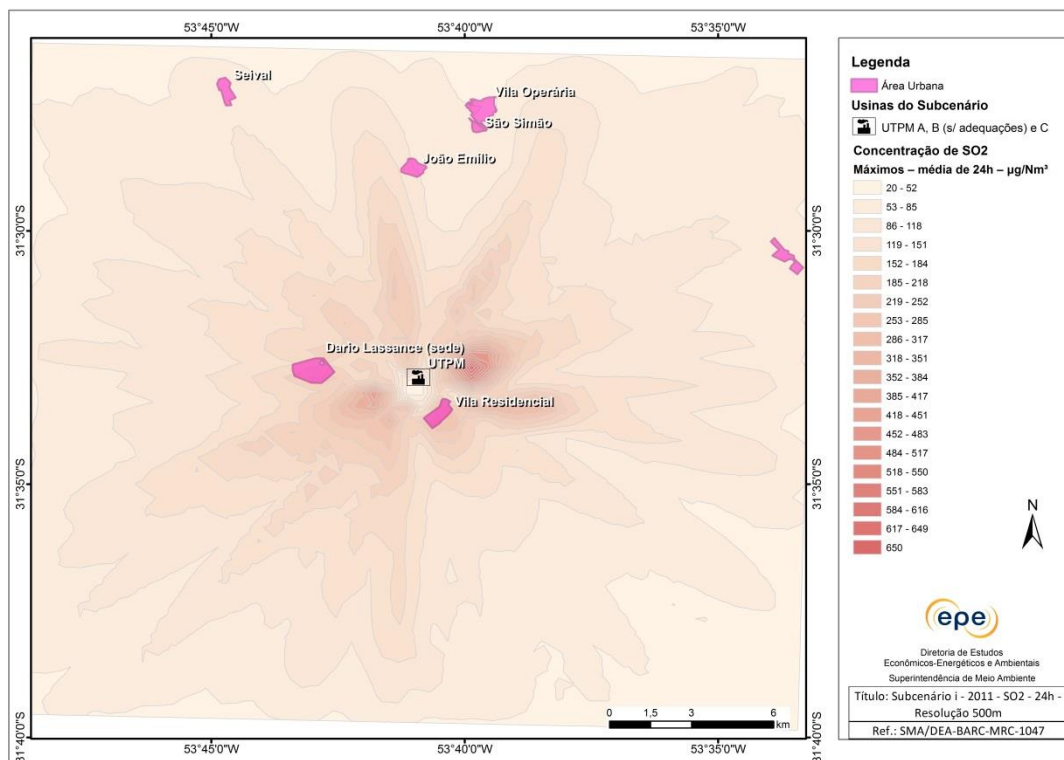 53°45'0"W
53°40'0"W
53°35'0"W
31°30'0"S
31°35'0"S
31°40'0"S
31°30'0"S
31°35'0"S
31°40'0"S
53°45'0"W
53°40'0"W
53°35'0"W
Seival
Vila Operária
São Simão
João Emílio
Dario Lassance (sede)
UTPM
Vila Residencial
0 1,5 3 6
km
Legenda
Área Urbana
Usinas do Subcenário
UTPM A, B (s/ adequações) e C
Concentração de SO2
Máximos – média de 24h – µg/Nm³
20 - 52
53 - 85
86 - 118
119 - 151
152 - 184
185 - 218
219 - 252
253 - 285
286 - 317
318 - 351
352 - 384
385 - 417
418 - 451
452 - 483
484 - 517
518 - 550
551 - 583
584 - 616
617 - 649
650
N
epe
Diretoria de Estudos
Econômicos-Energéticos e Ambientais
Superintendência de Meio Ambiente
Título: Subcenário i - 2011 - SO2 - 24h -
Resolução 500m
Ref.: SMA/DEA-BARC-MRC-1047